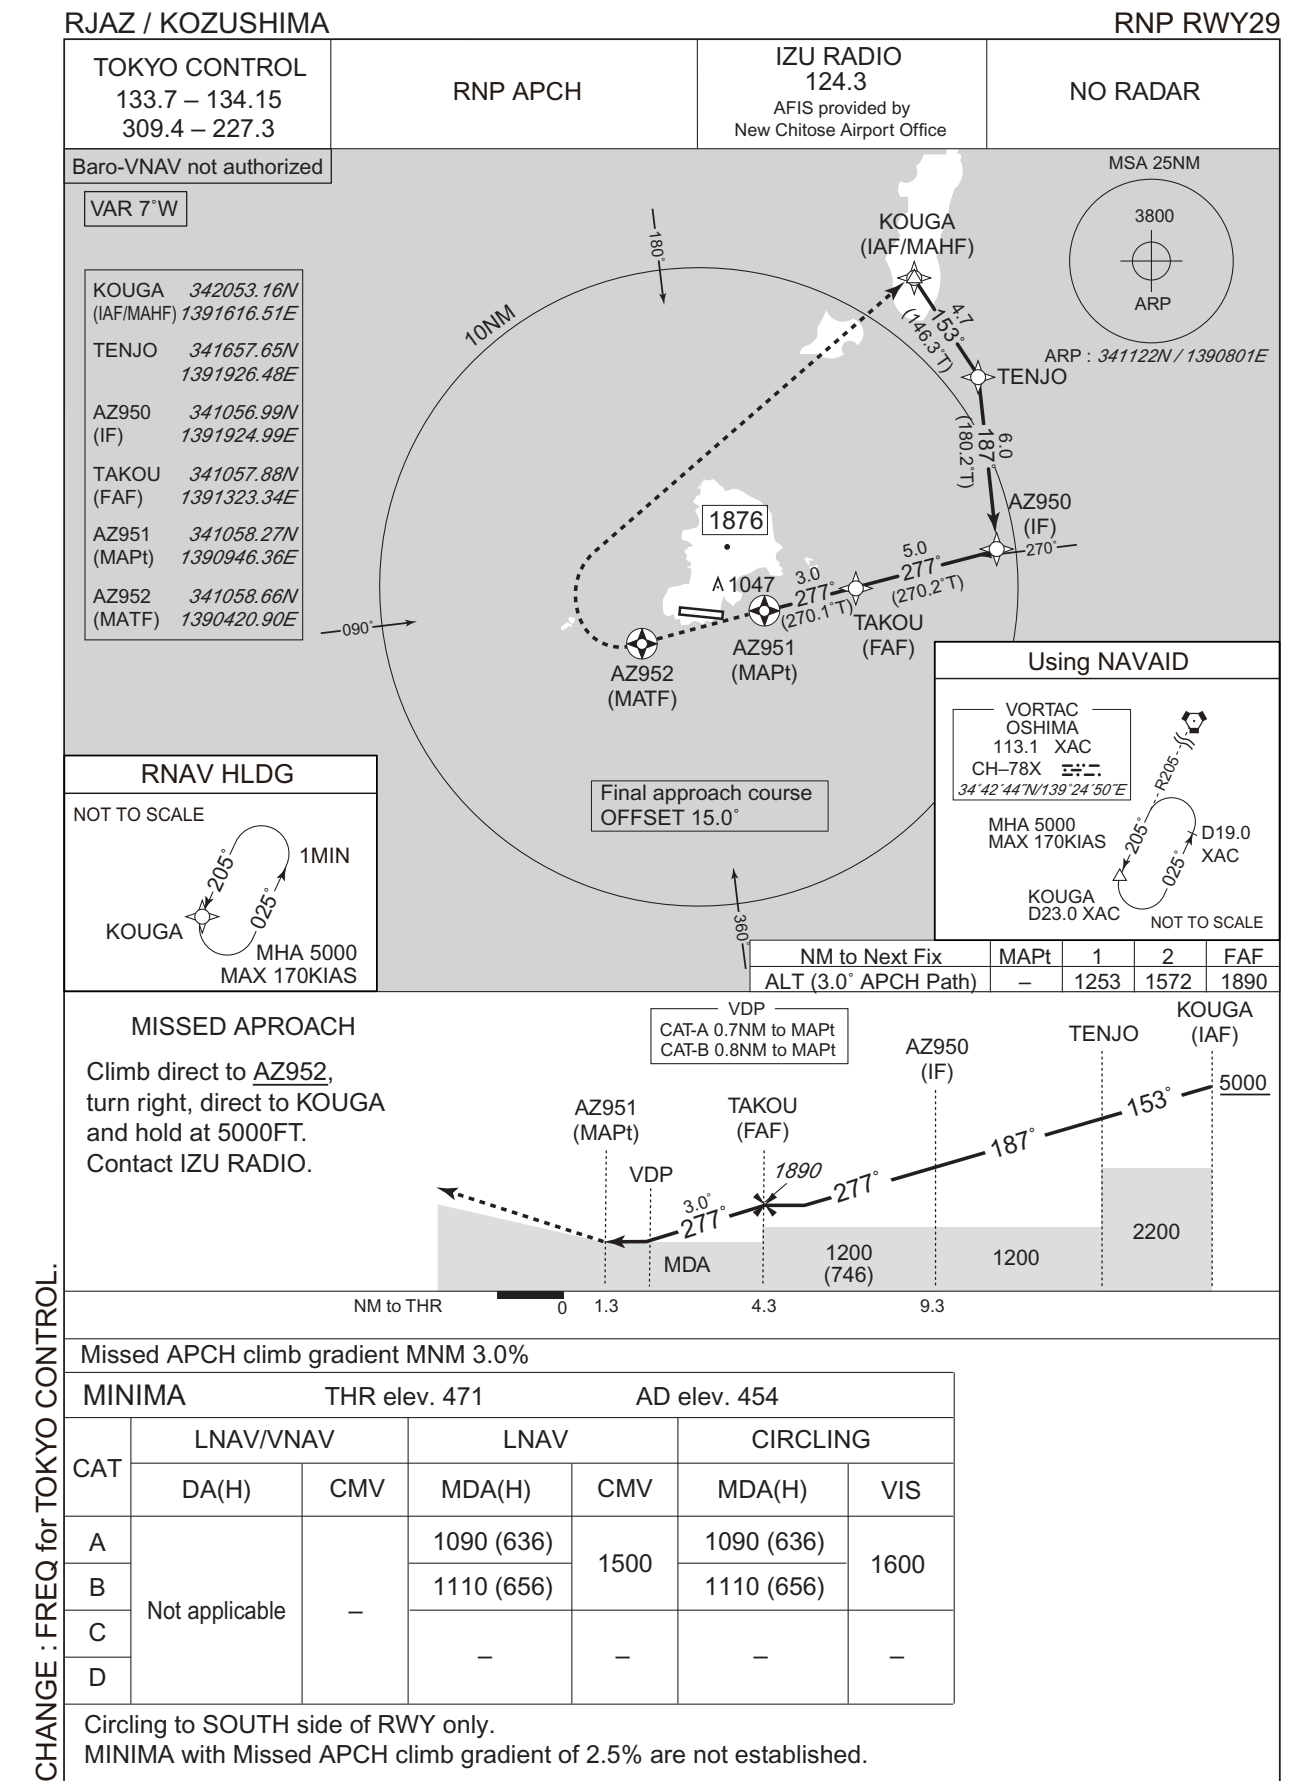 RJAZ / KOZUSHIMA
RNP RWY29
TOKYO CONTROL
133.7 – 134.15
309.4 – 227.3
RNP APCH
IZU RADIO
124.3
AFIS provided by
New Chitose Airport Office
NO RADAR
Baro-VNAV not authorized
VAR 7˚W
MSA 25NM
3800
ARP
ARP : 341122N / 1390801E
KOUGA 342053.16N
(IAF/MAHF) 1391616.51E
TENJO 341657.65N
1391926.48E
AZ950 341056.99N
(IF) 1391924.99E
TAKOU 341057.88N
(FAF) 1391323.34E
AZ951 341058.27N
(MAPt) 1390946.36E
AZ952 341058.66N
(MATF) 1390420.90E
180˚
10NM
KOUGA
(IAF/MAHF)
4.7
153˚
(146.3˚T)
TENJO
6.0
187˚
(180.2˚T)
AZ950
(IF)
270˚
5.0
277˚
(270.2˚T)
1876
1047
3.0
277˚
(270.1˚T)
TAKOU
(FAF)
AZ951
(MAPt)
AZ952
(MATF)
090˚
360˚
Final approach course
OFFSET 15.0˚
Using NAVAID
VORTAC
OSHIMA
113.1 XAC
CH–78X
34˚42´44˝N/139˚24´50˝E
R205
MHA 5000
MAX 170KIAS
205˚
025˚
D19.0
XAC
KOUGA
D23.0 XAC
NOT TO SCALE
RNAV HLDG
NOT TO SCALE
205˚
025˚
1MIN
KOUGA
MHA 5000
MAX 170KIAS
NM to Next Fix MAPt 1 2 FAF
ALT (3.0˚ APCH Path) – 1253 1572 1890
MISSED APROACH
Climb direct to AZ952,
turn right, direct to KOUGA
and hold at 5000FT.
Contact IZU RADIO.
VDP
CAT-A 0.7NM to MAPt
CAT-B 0.8NM to MAPt
KOUGA
(IAF)
TENJO
AZ950
(IF)
5000
153˚
187˚
AZ951
(MAPt)
TAKOU
(FAF)
VDP
1890
277˚
3.0˚
277˚
MDA
1200
(746)
1200
2200
NM to THR 0 1.3 4.3 9.3
Missed APCH climb gradient MNM 3.0%
MINIMA THR elev. 471 AD elev. 454
CAT LNAV/VNAV LNAV CIRCLING
DA(H) CMV MDA(H) CMV MDA(H) VIS
A 1090 (636) 1090 (636)
1500 1600
B 1110 (656) 1110 (656)
Not applicable –
C
– – – –
D
Circling to SOUTH side of RWY only.
MINIMA with Missed APCH climb gradient of 2.5% are not established.
CHANGE : FREQ for TOKYO CONTROL.